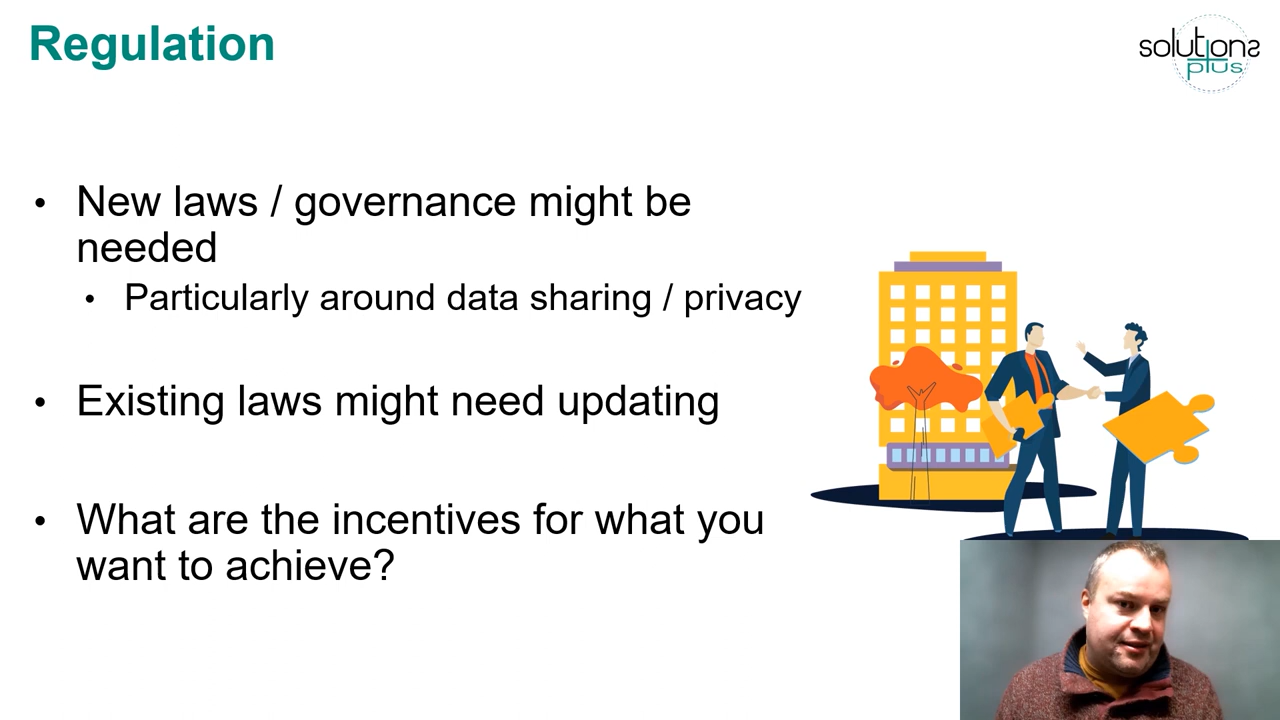 Regulation
solutions
plus
• New laws / governance might be
needed
• Particularly around data sharing / privacy
• Existing laws might need updating
• What are the incentives for what you
want to achieve?